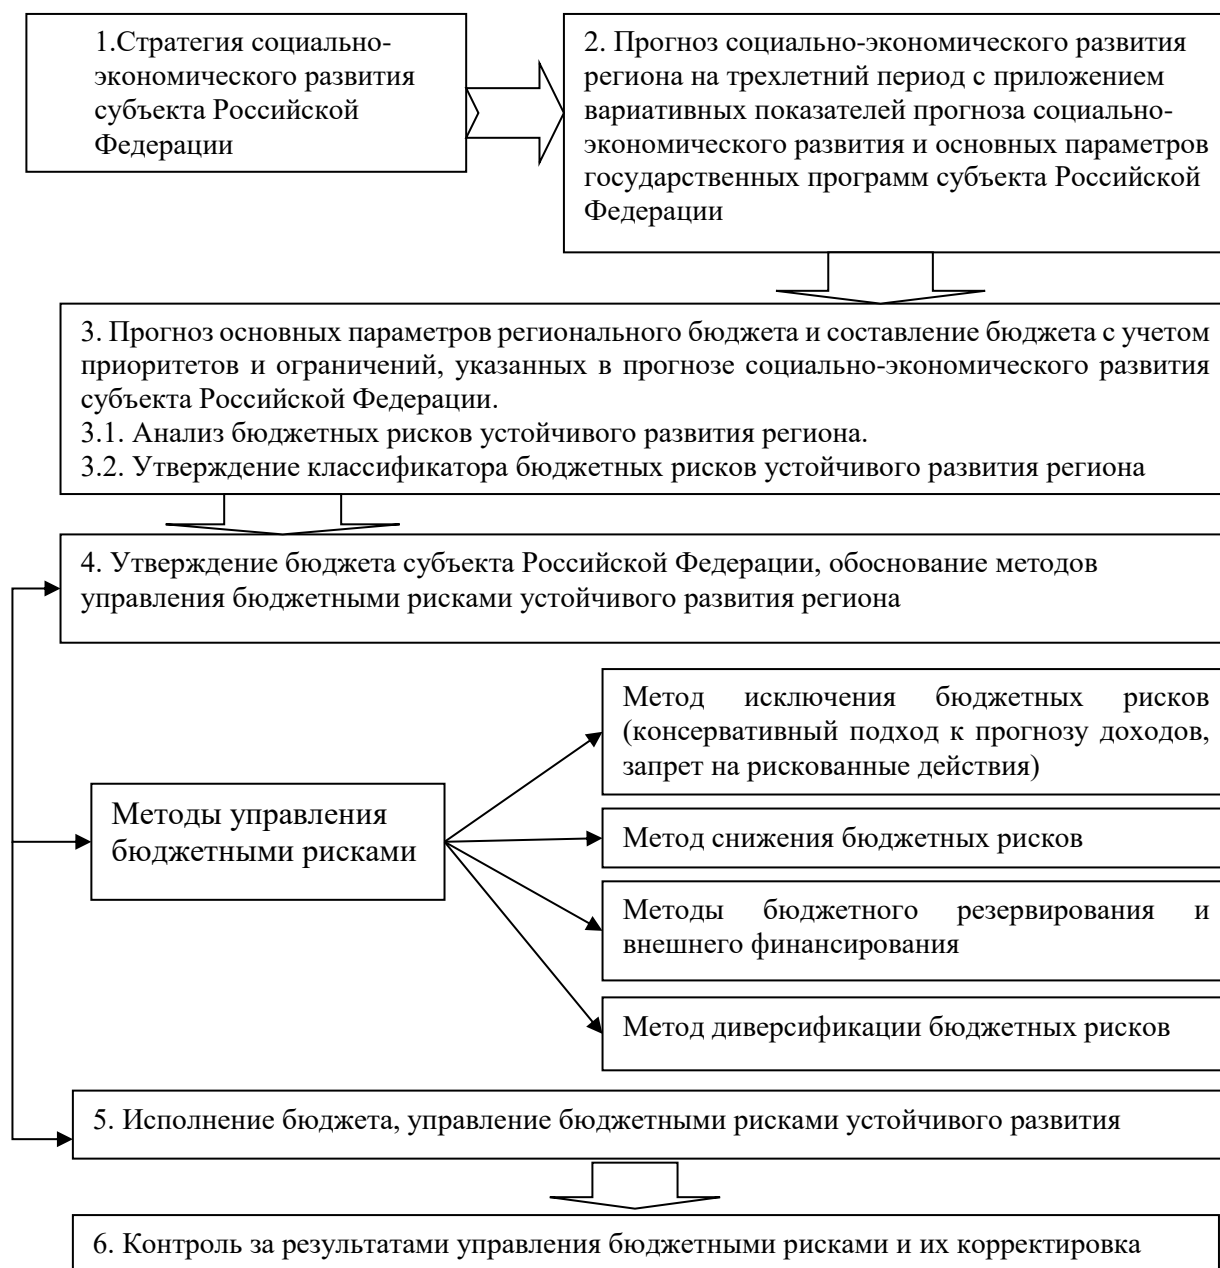 1.Стратегия социально-
экономического развития
субъекта Российской
Федерации
2. Прогноз социально-экономического развития
региона на трехлетний период с приложением
вариативных показателей прогноза социально-
экономического развития и основных параметров
государственных программ субъекта Российской
Федерации
3. Прогноз основных параметров регионального бюджета и составление бюджета с учетом
приоритетов и ограничений, указанных в прогнозе социально-экономического развития
субъекта Российской Федерации.
3.1. Анализ бюджетных рисков устойчивого развития региона.
3.2. Утверждение классификатора бюджетных рисков устойчивого развития региона
4. Утверждение бюджета субъекта Российской Федерации, обоснование методов
управления бюджетными рисками устойчивого развития региона
Методы управления
бюджетными рисками
Метод исключения бюджетных рисков
(консервативный подход к прогнозу доходов,
запрет на рискованные действия)
Метод снижения бюджетных рисков
Методы бюджетного резервирования и
внешнего финансирования
Метод диверсификации бюджетных рисков
5. Исполнение бюджета, управление бюджетными рисками устойчивого развития
6. Контроль за результатами управления бюджетными рисками и их корректировка